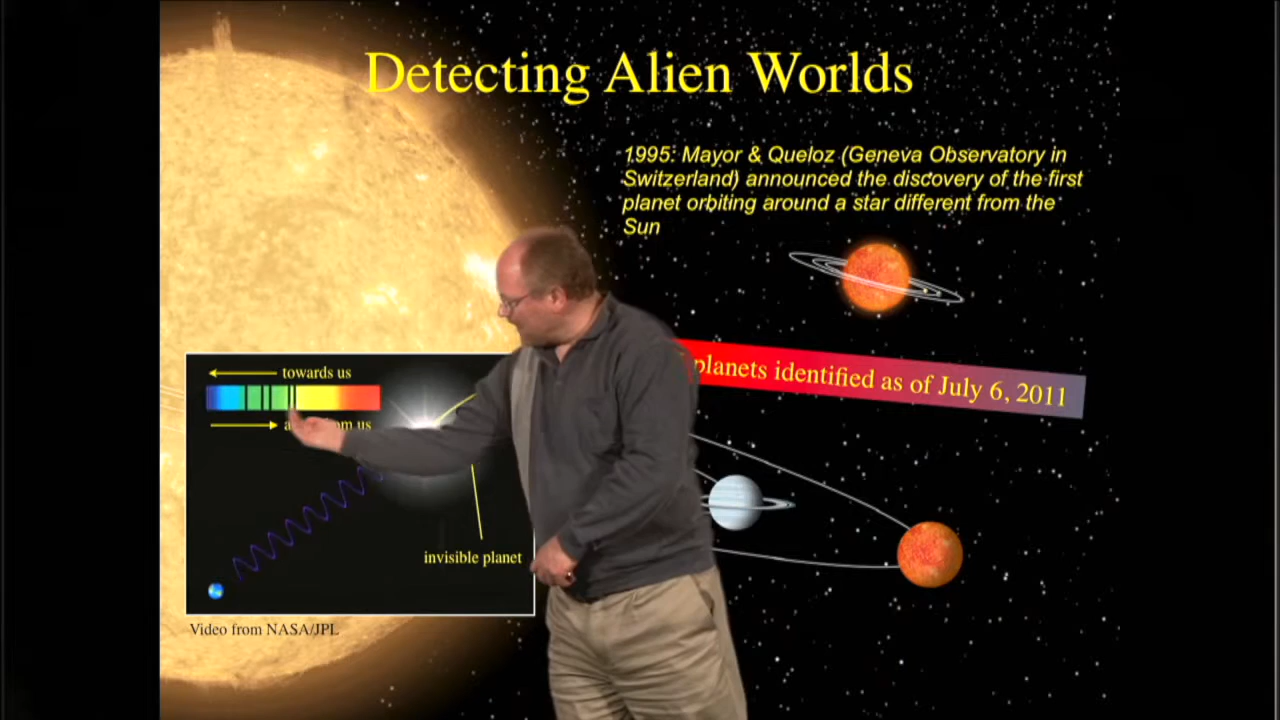 Detecting Alien Worlds
1995: Mayor & Queloz (Geneva Observatory in
Switzerland) announced the discovery of the first
planet orbiting around a star different from the
Sun
planets identified as of July 6, 2011
towards us
us
invisible planet
Video from NASA/JPL